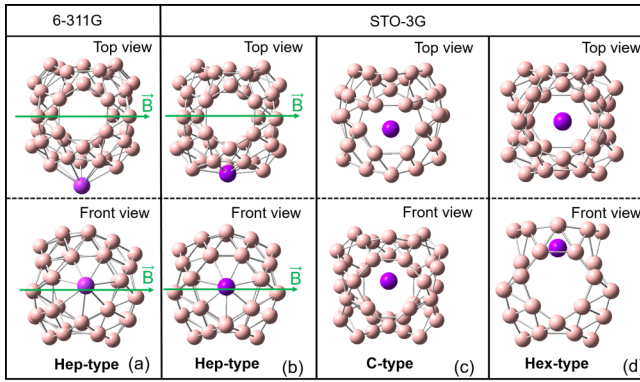 6-311G
STO-3G
Top view
Top view
Top view
Top view
B
B
Front view
Front view
Front view
Front view
B
B
Hep-type (a)
Hep-type (b)
C-type (c)
Hex-type (d)